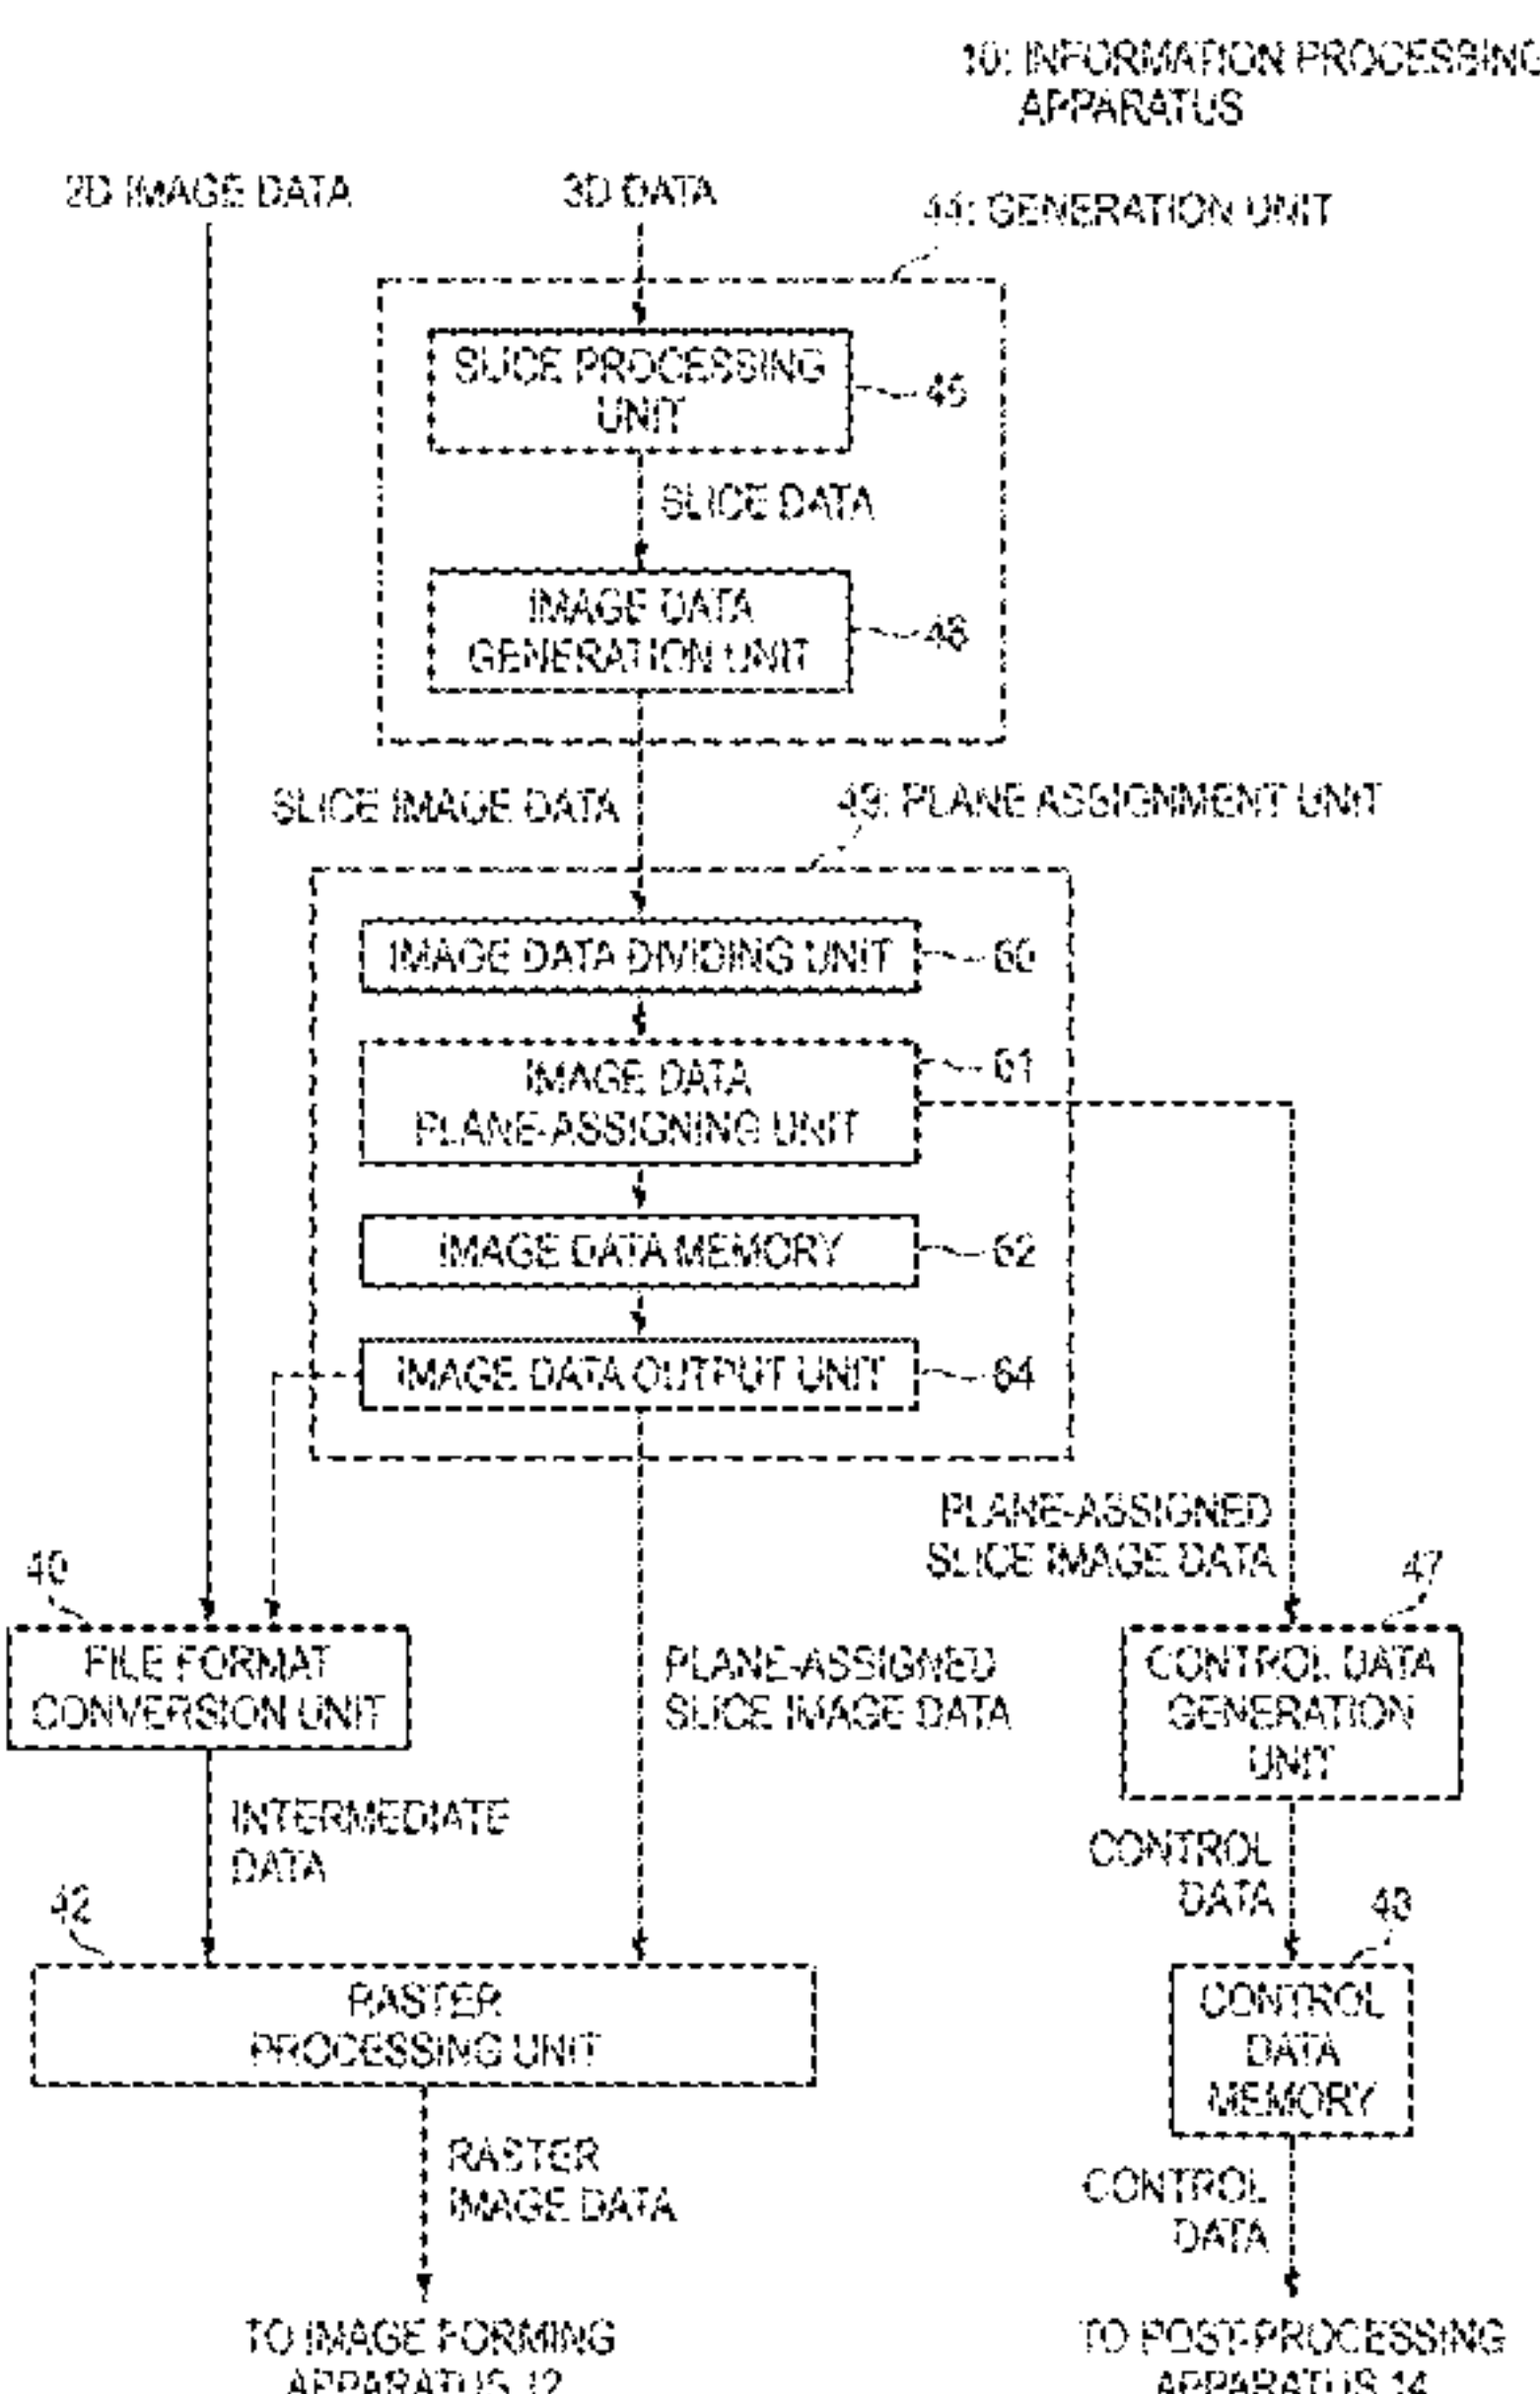 10: INFORMATION PROCESSING
APPARATUS
2D IMAGE DATA
3D DATA
44: GENERATION UNIT
SLICE PROCESSING
UNIT
45
SLICE DATA
IMAGE DATA
GENERATION UNIT
46
SLICE IMAGE DATA
49: PLANE ASSIGNMENT UNIT
IMAGE DATA DIVIDING UNIT
60
IMAGE DATA
PLANE-ASSIGNING UNIT
61
IMAGE DATA MEMORY
62
IMAGE DATA OUTPUT UNIT
64
PLANE-ASSIGNED
SLICE IMAGE DATA
40
47
FILE FORMAT
CONVERSION UNIT
PLANE-ASSIGNED
SLICE IMAGE DATA
CONTROL DATA
GENERATION
UNIT
INTERMEDIATE
DATA
CONTROL
DATA
42
RASTER
PROCESSING UNIT
CONTROL
DATA
MEMORY
RASTER
IMAGE DATA
CONTROL
DATA
TO IMAGE FORMING
APPARATUS 12
TO POST-PROCESSING
APPARATUS 14